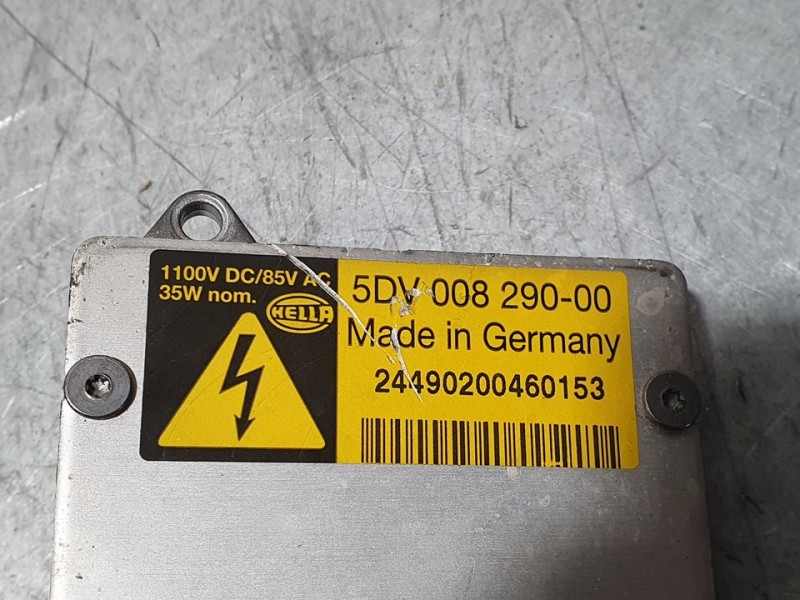 1100V DC/85V AC
35W nom.
HELLA
5DV 008 290-00
Made in Germany
24490200460153